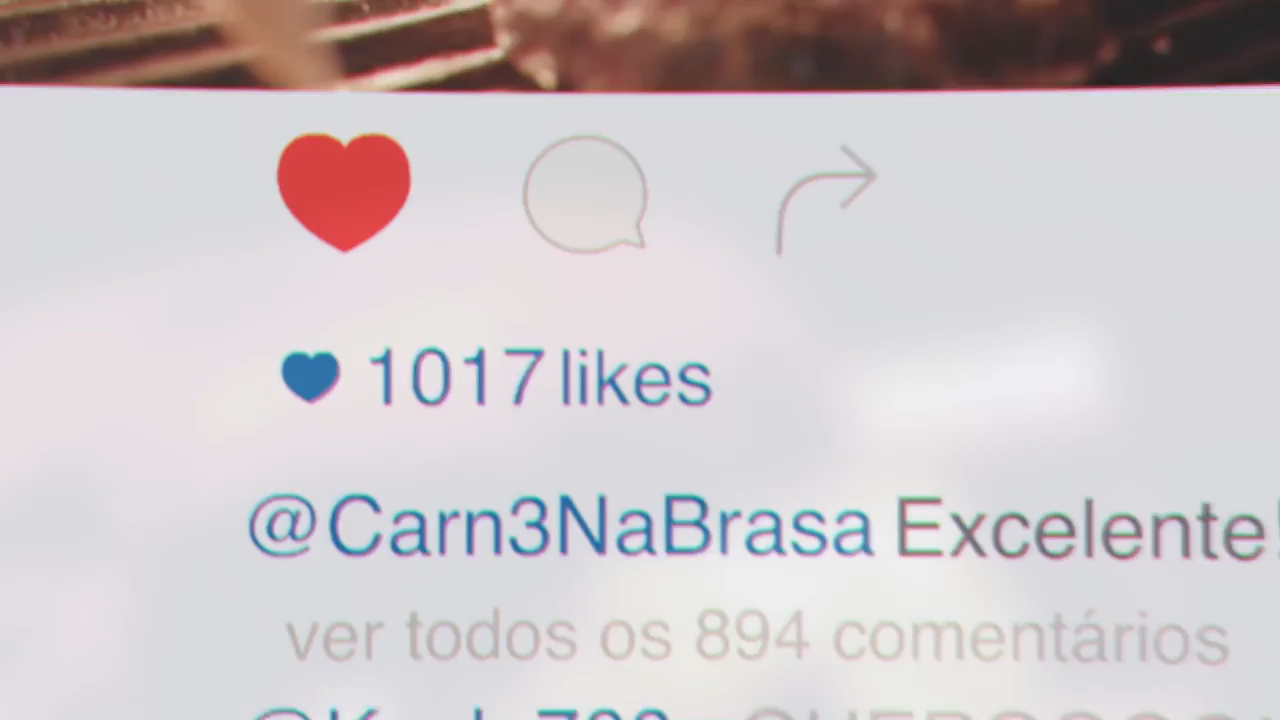 1017 likes
@Carn3NaBrasa Excelente!
ver todos os 894 comentários